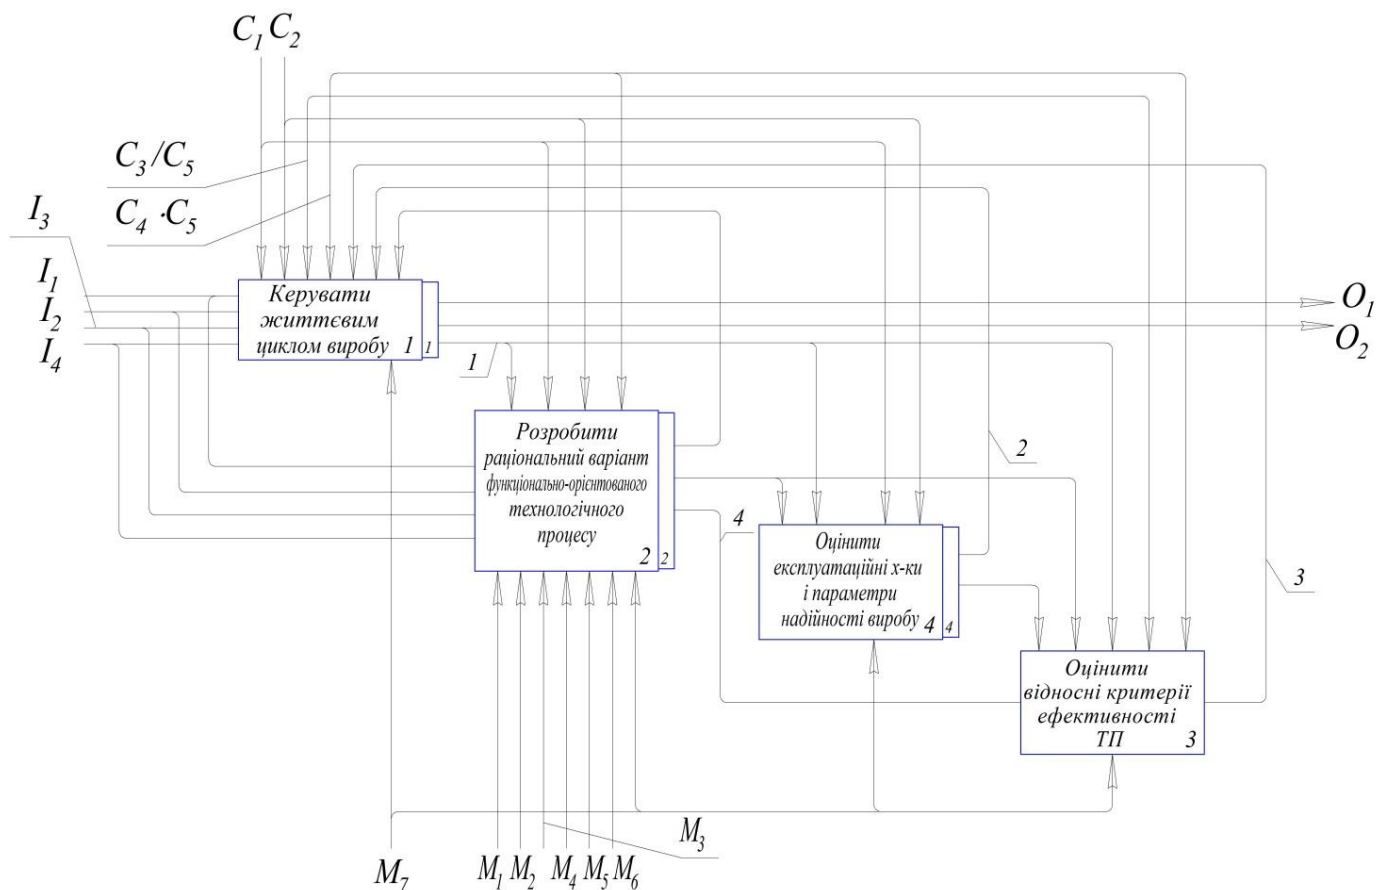 C₁ C₂
C₃/C₅
C₄ ·C₅
I₃
I₁
I₂
I₄
Керувати
життєвим
циклом виробу 1
1
O₁
O₂
1
Розробити
раціональний варіант
функціонально-орієнтованого
технологічного
процесу
2
2
2
4
Оцінити
експлуатаційні х-ки
і параметри
надійності виробу 4
4
3
Оцінити
відносні критерії
ефективності
ТП 3
M₃
M₇
M₁ M₂ M₄ M₅ M₆